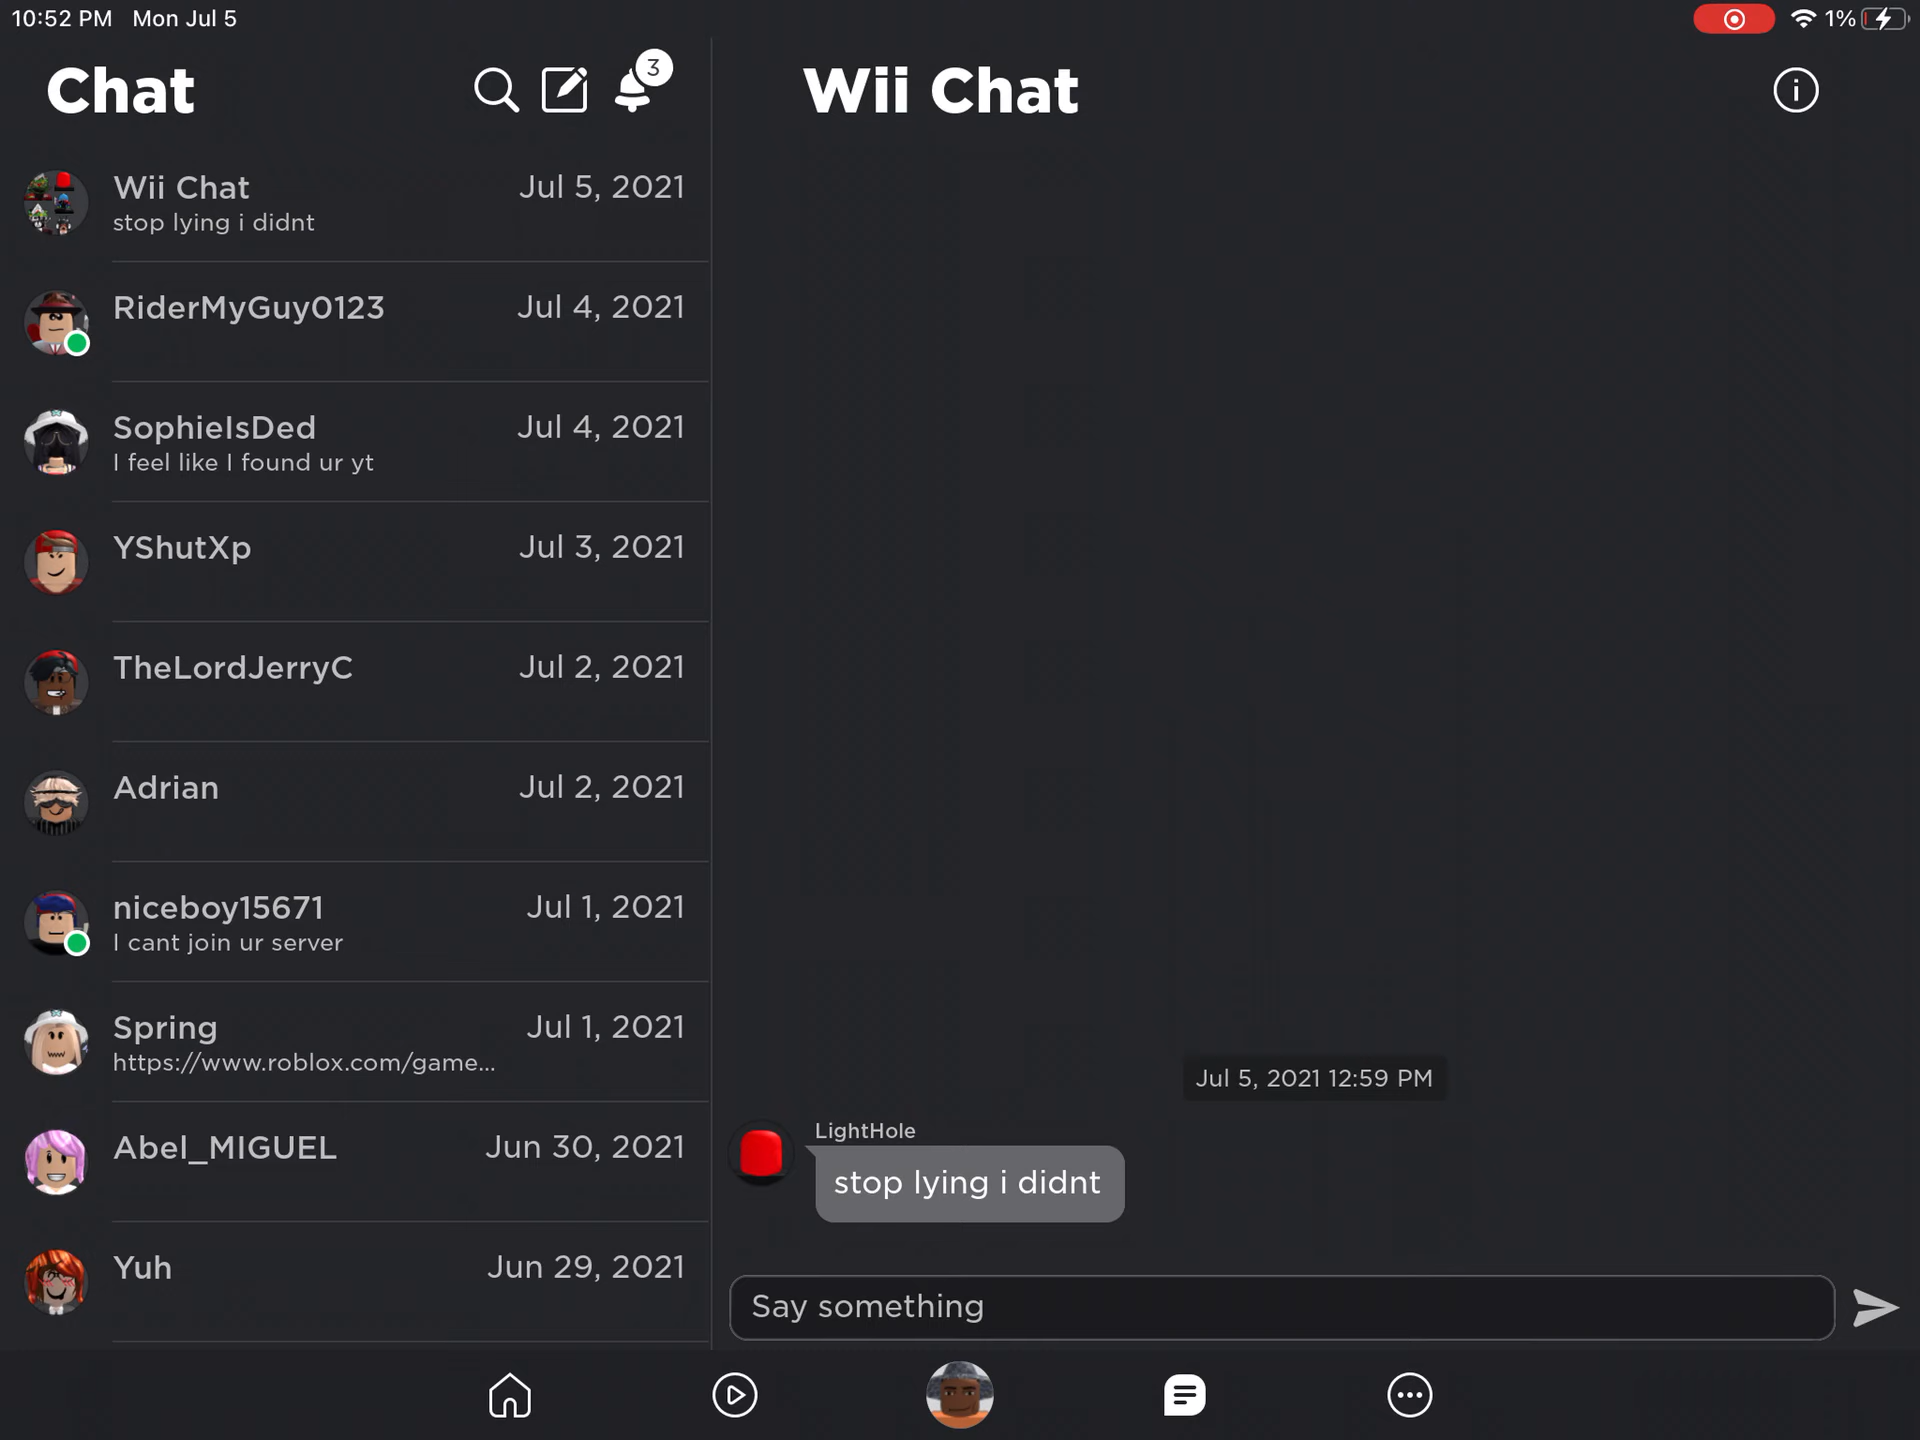 10:52 PM Mon Jul 5
1%
Chat
3
Wii Chat
Wii Chat Jul 5, 2021
stop lying i didnt
RiderMyGuy0123 Jul 4, 2021
SophieIsDed Jul 4, 2021
I feel like I found ur yt
YShutXp Jul 3, 2021
TheLordJerryC Jul 2, 2021
Adrian Jul 2, 2021
niceboy15671 Jul 1, 2021
I cant join ur server
Spring Jul 1, 2021
https://www.roblox.com/game...
Abel_MIGUEL Jun 30, 2021
Yuh Jun 29, 2021
Jul 5, 2021 12:59 PM
LightHole
stop lying i didnt
Say something